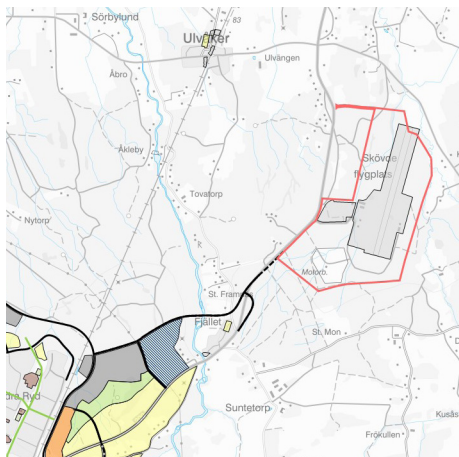 Sörbylund
83
Ulvåker
Ulvängen
Åbro
Åkleby
Skövde
flygplats
Tovatorp
Nytorp
Motorb.
St. Fram
Fjället
St. Mon
Ryd
Suntetorp
Kusås
Frökullen